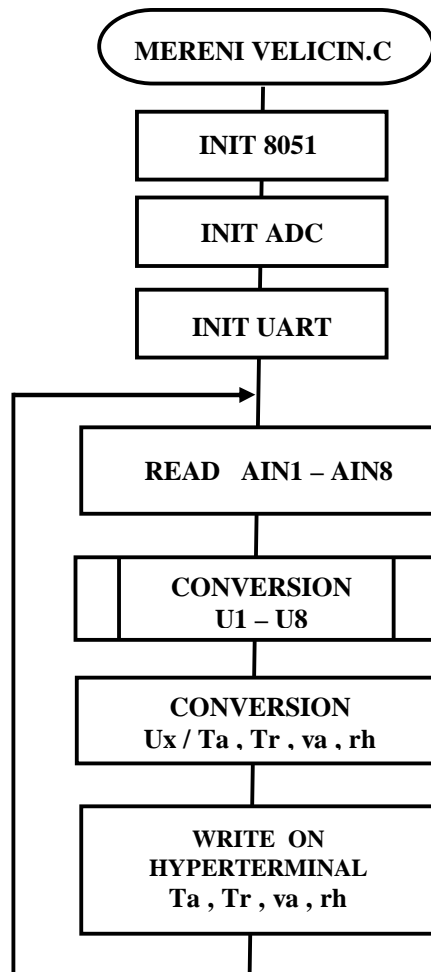 MERENI VELICIN.C
INIT 8051
INIT ADC
INIT UART
READ AIN1 – AIN8
CONVERSION
U1 – U8
CONVERSION
Ux / Ta , Tr , va , rh
WRITE ON
HYPERTERMINAL
Ta , Tr , va , rh